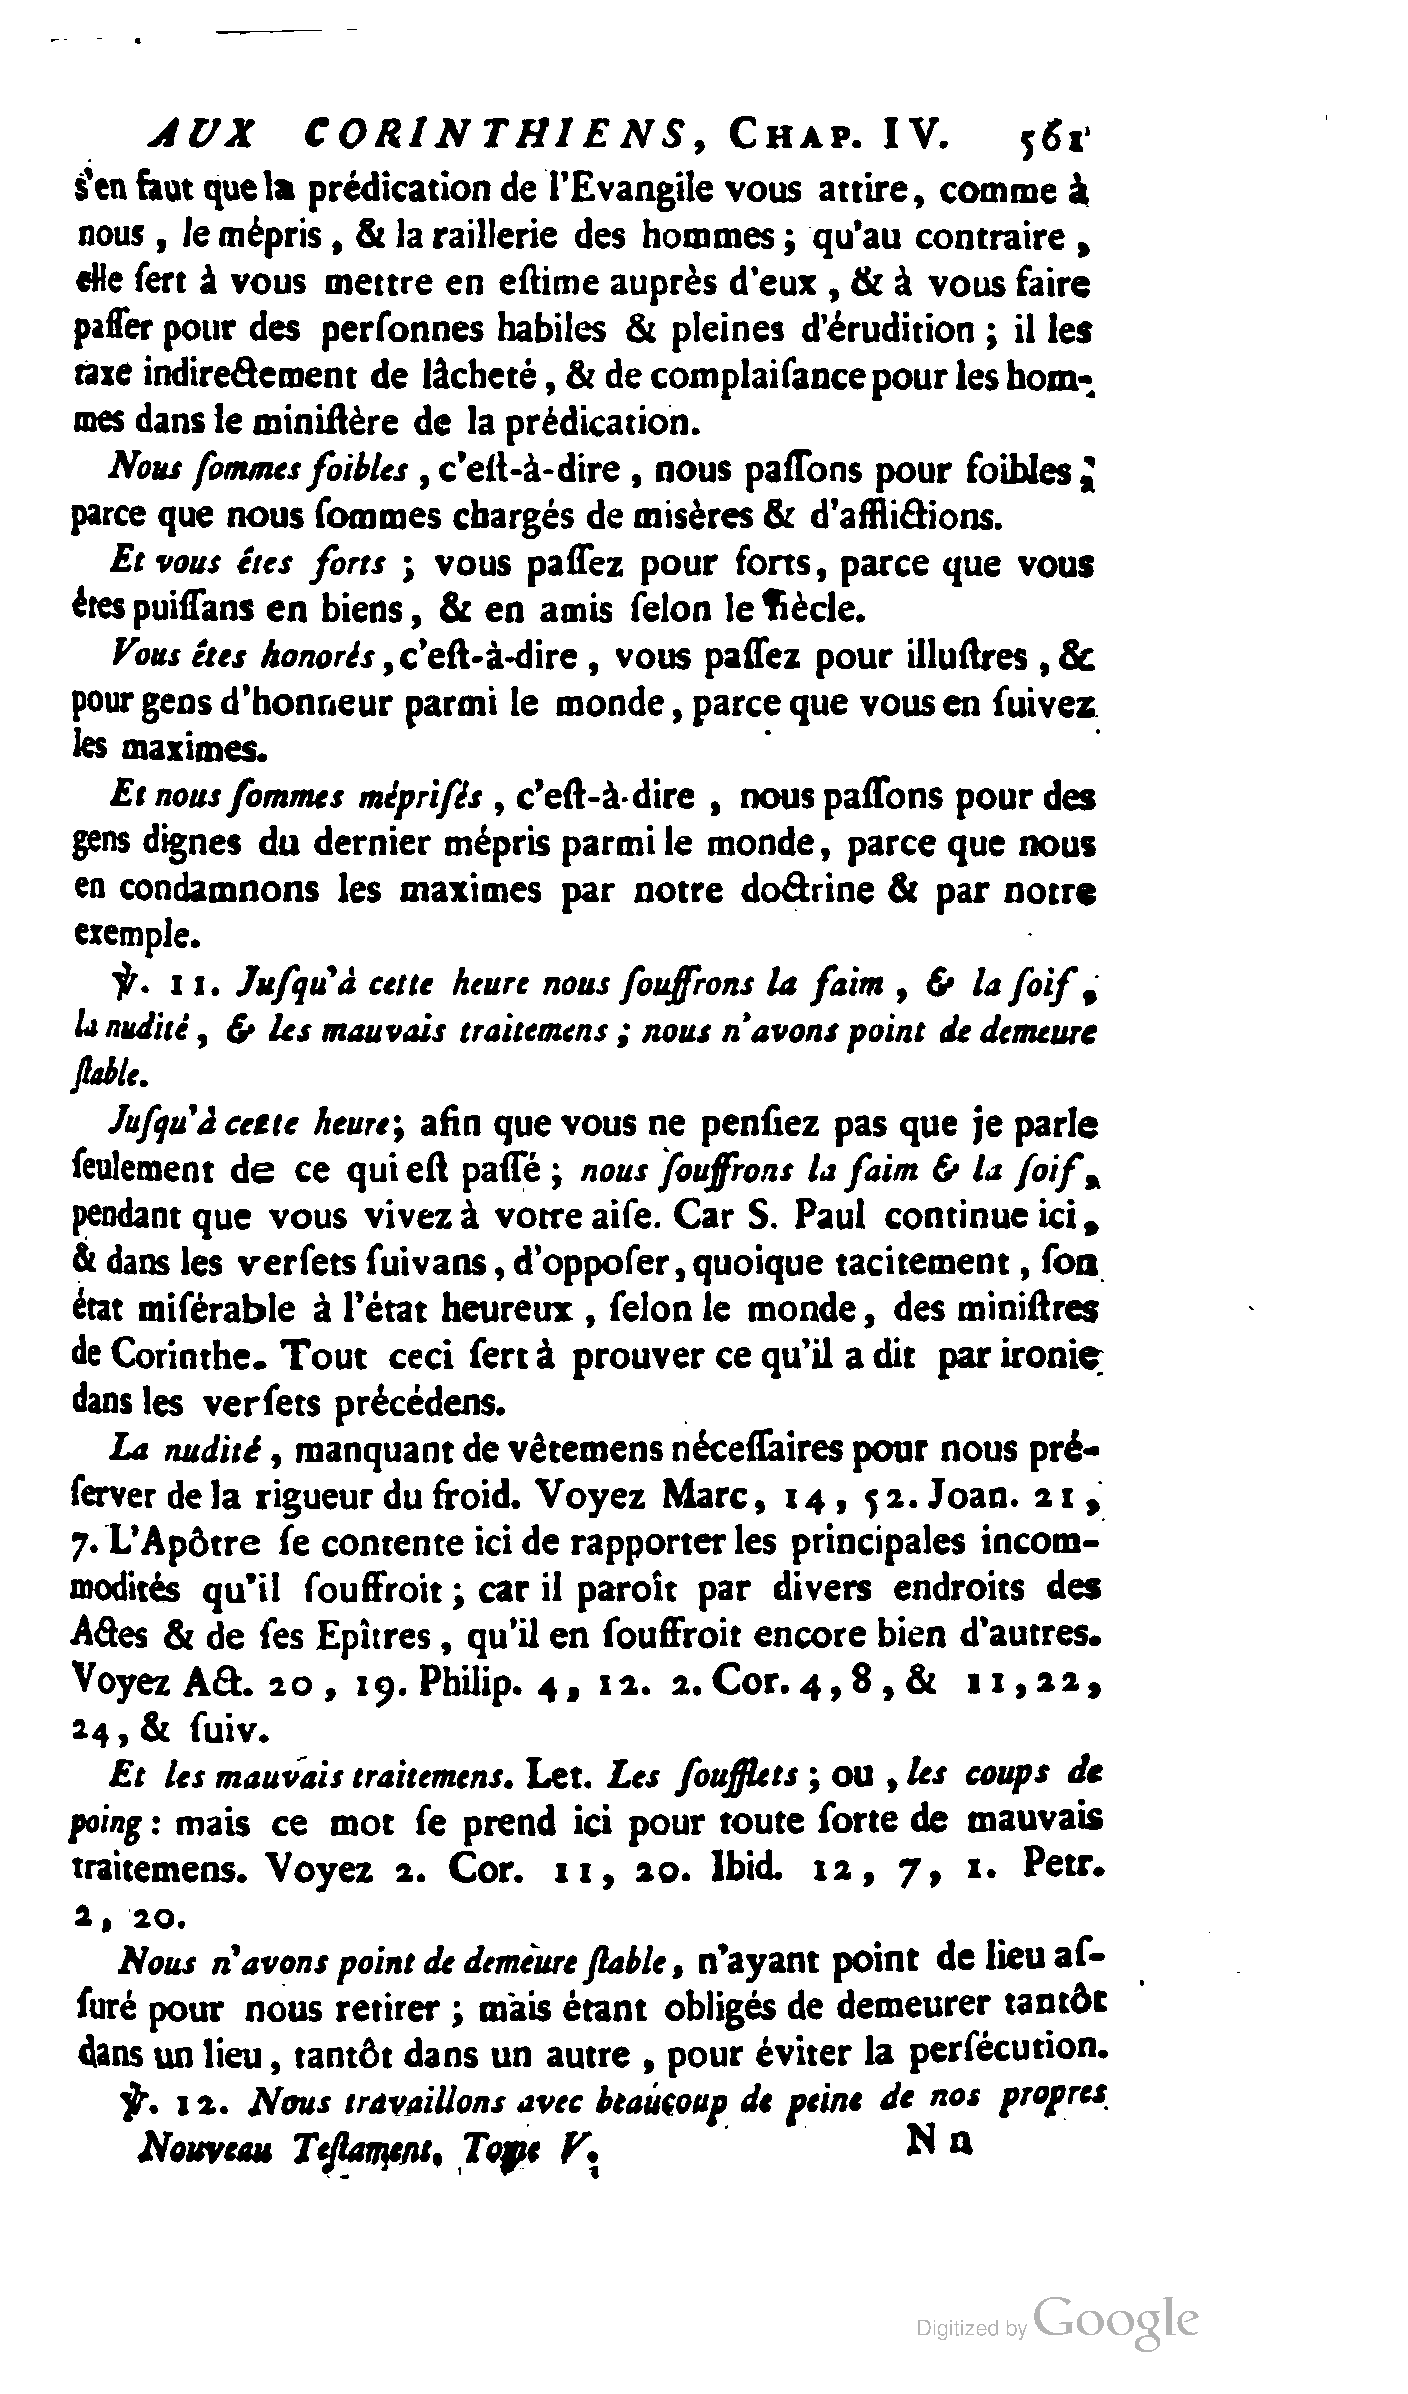 AUX CORINTHIENS, CHAP. IV. 561
s'en faut que la prédication de l'Evangile vous attire, comme à
nous, le mépris, & la raillerie des hommes; qu'au contraire,
elle ſert à vous mettre en eſtime auprès d'eux, & à vous faire
paſſer pour des perſonnes habiles & pleines d'érudition; il les
taxe indirectement de lâcheté, & de complaiſance pour les hom-
mes dans le miniſtère de la prédication.
Nous ſommes foibles, c'eſt-à-dire, nous paſſons pour foibles;
parce que nous ſommes chargés de misères & d'afflictions.
Et vous êtes forts; vous paſſez pour forts, parce que vous
êtes puiſſans en biens, & en amis ſelon le ſiècle.
Vous êtes honorés, c'eſt-à-dire, vous paſſez pour illuſtres, &
pour gens d'honneur parmi le monde, parce que vous en ſuivez
les maximes.
Et nous ſommes mépriſés, c'eſt-à-dire, nous paſſons pour des
gens dignes du dernier mépris parmi le monde, parce que nous
en condamnons les maximes par notre doctrine & par notre
exemple.
℣. 11. Juſqu'à cette heure nous ſouffrons la faim, & la ſoif,
la nudité, & les mauvais traitemens; nous n'avons point de demeure
ſtable.
Juſqu'à cette heure; afin que vous ne penſiez pas que je parle
ſeulement de ce qui eſt paſſé; nous ſouffrons la faim & la ſoif,
pendant que vous vivez à votre aiſe. Car S. Paul continue ici,
& dans les verſets ſuivans, d'oppoſer, quoique tacitement, ſon
état miſérable à l'état heureux, ſelon le monde, des miniſtres
de Corinthe. Tout ceci ſert à prouver ce qu'il a dit par ironie
dans les verſets précédens.
La nudité, manquant de vêtemens néceſſaires pour nous pré-
ſerver de la rigueur du froid. Voyez Marc, 14, 52. Joan. 21,
7. L'Apôtre ſe contente ici de rapporter les principales incom-
modités qu'il ſouffroit; car il paroît par divers endroits des
Actes & de ſes Epîtres, qu'il en ſouffroit encore bien d'autres.
Voyez Act. 20, 19. Philip. 4, 12. 2. Cor. 4, 8, & 11, 22,
24, & ſuiv.
Et les mauvais traitemens. Let. Les ſoufflets; ou, les coups de
poing: mais ce mot ſe prend ici pour toute ſorte de mauvais
traitemens. Voyez 2. Cor. 11, 20. Ibid. 12, 7, 1. Petr.
2, 20.
Nous n'avons point de demeure ſtable, n'ayant point de lieu aſ-
ſuré pour nous retirer; mais étant obligés de demeurer tantôt
dans un lieu, tantôt dans un autre, pour éviter la perſécution.
℣. 12. Nous travaillons avec beaucoup de peine de nos propres
Nouveau Teſtament, Tome V. N n
Digitized by Google